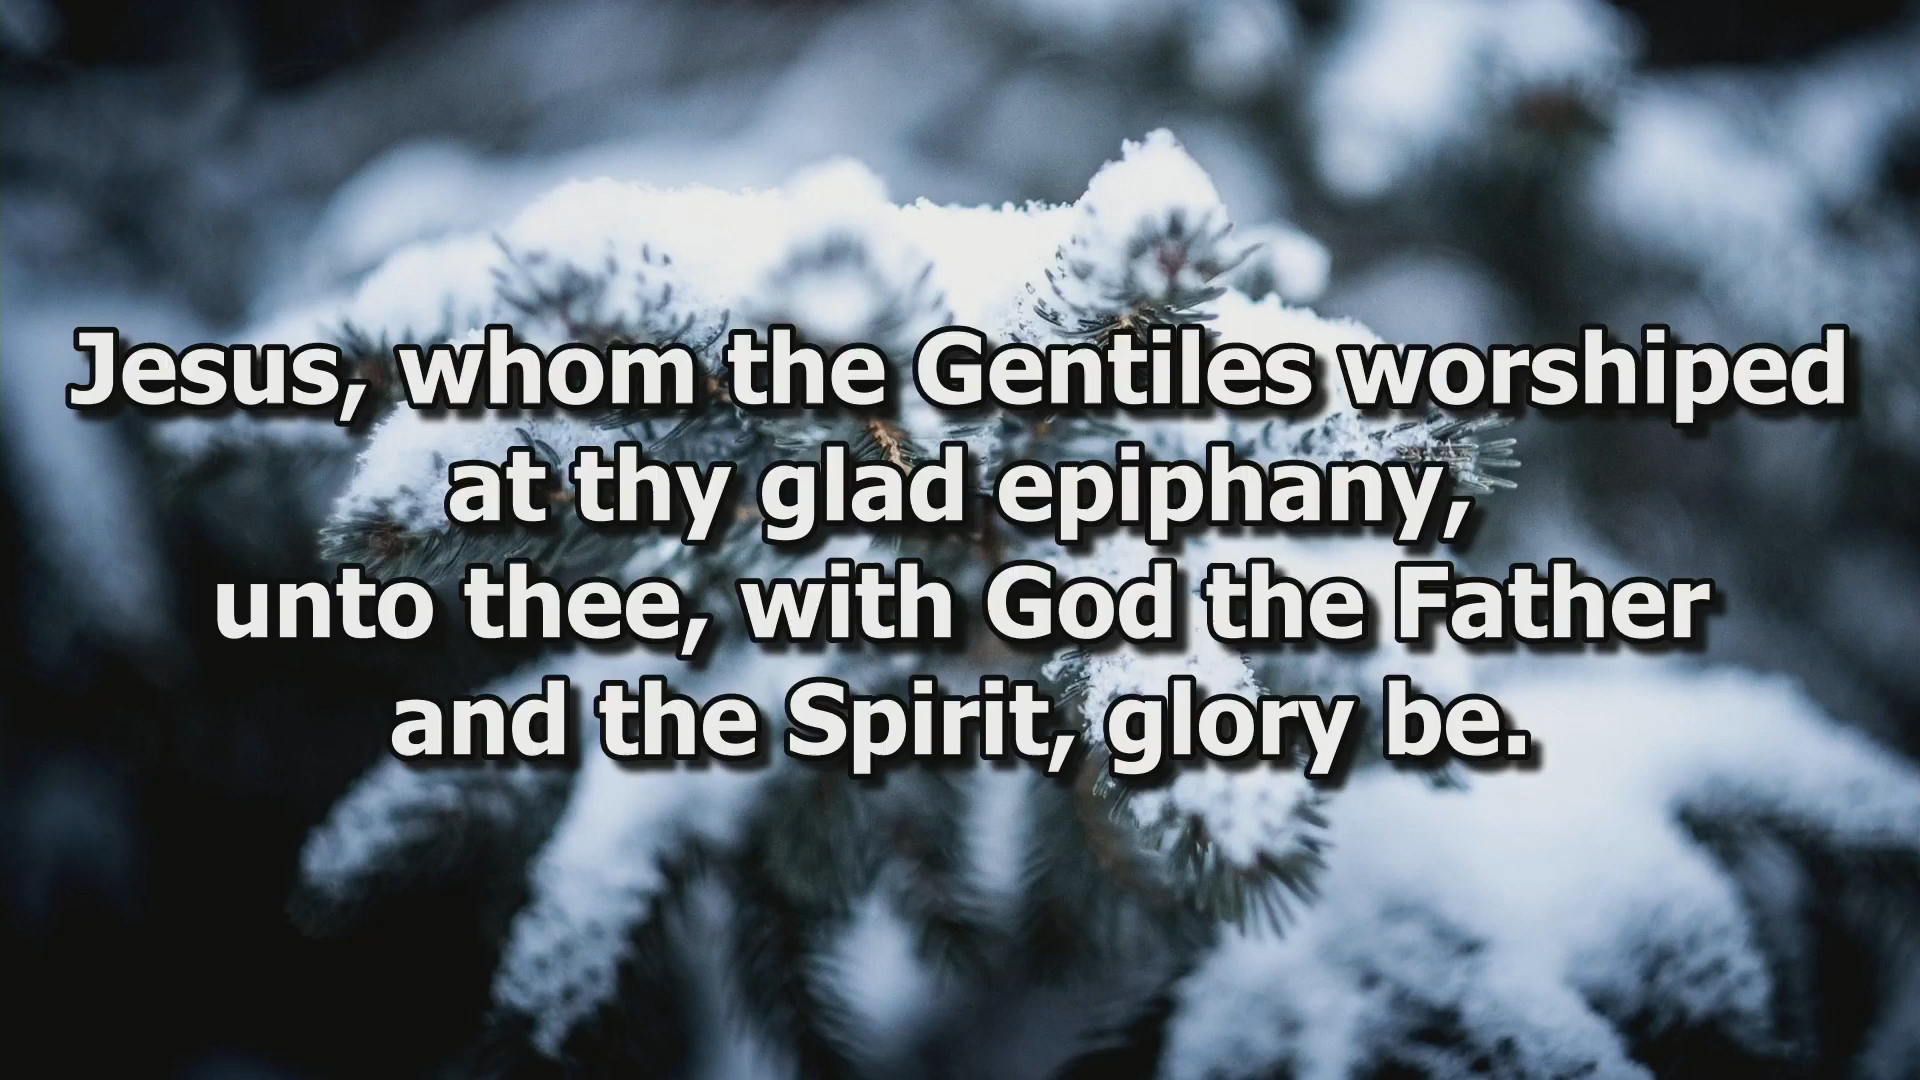 Jesus, whom the Gentiles worshiped
at thy glad epiphany,
unto thee, with God the Father
and the Spirit, glory be.